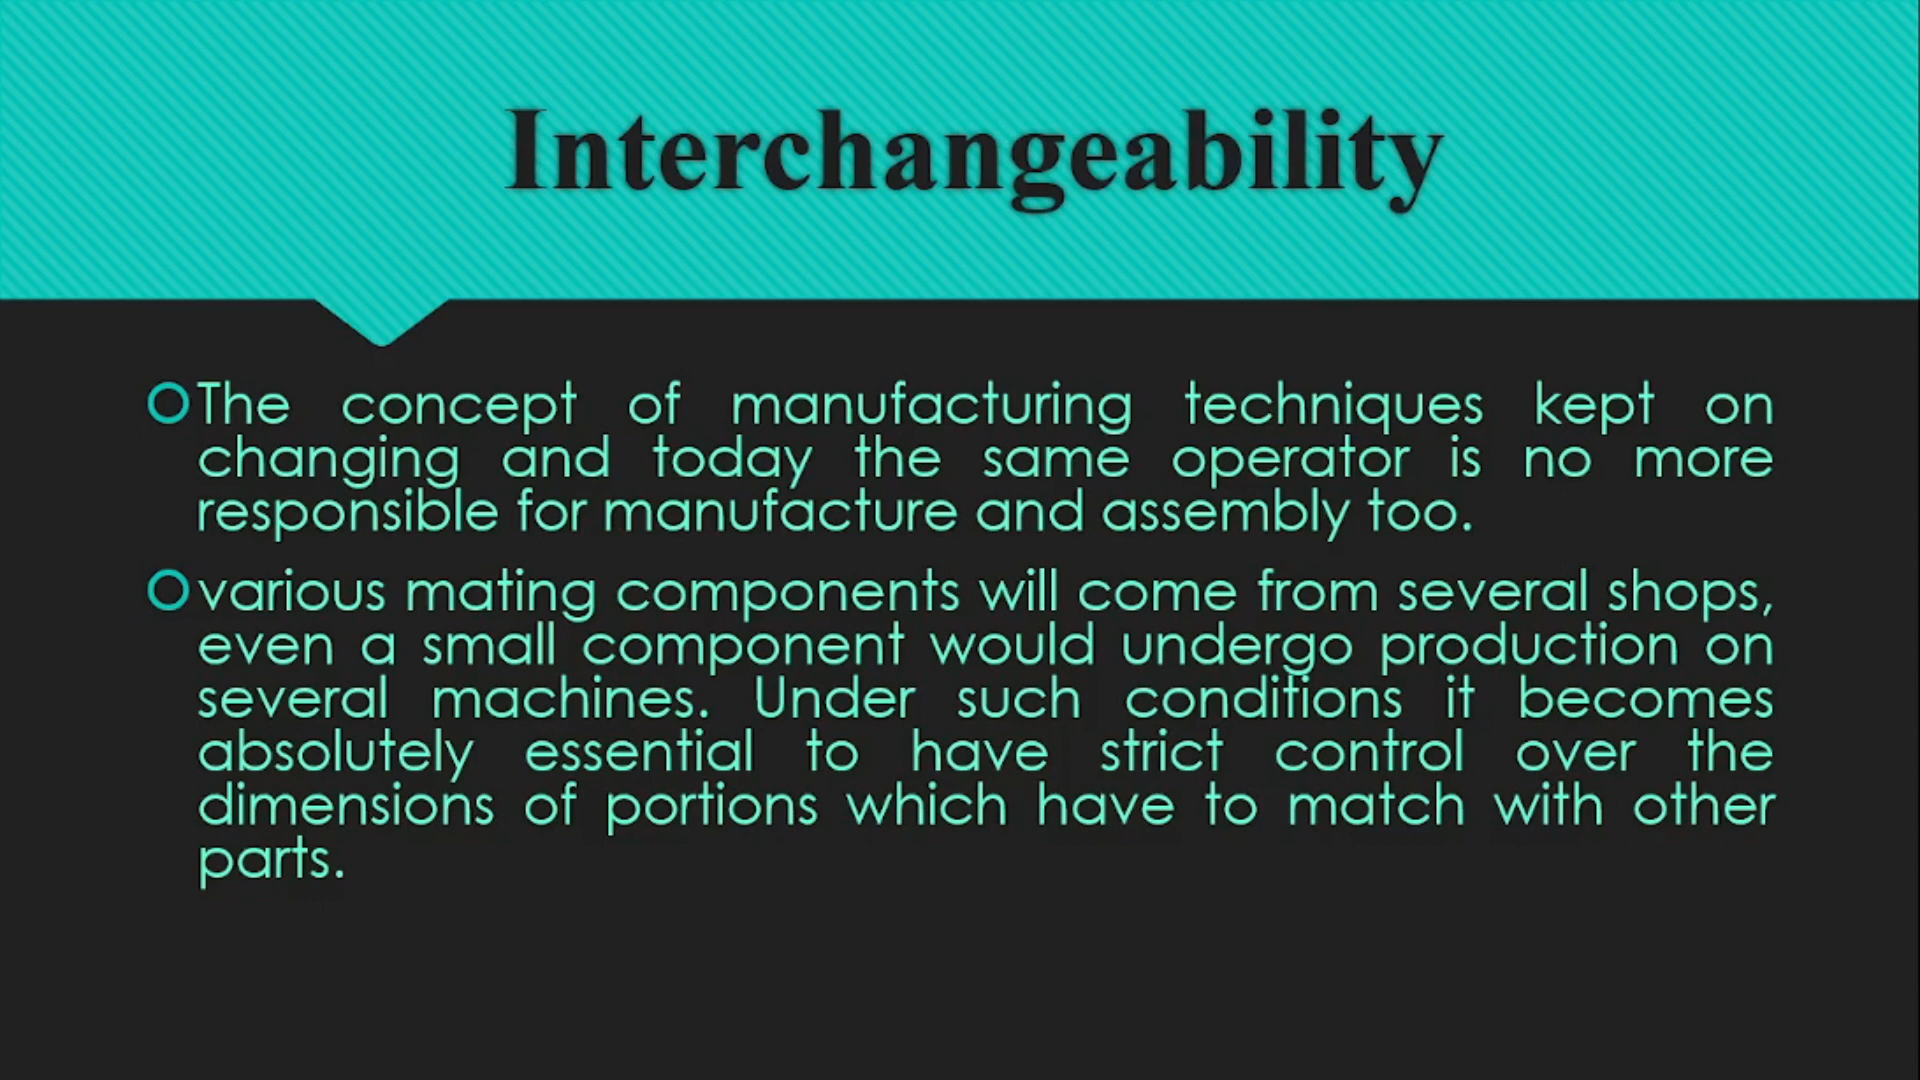 Interchangeability
The concept of manufacturing techniques kept on
changing and today the same operator is no more
responsible for manufacture and assembly too.
various mating components will come from several shops,
even a small component would undergo production on
several machines. Under such conditions it becomes
absolutely essential to have strict control over the
dimensions of portions which have to match with other
parts.